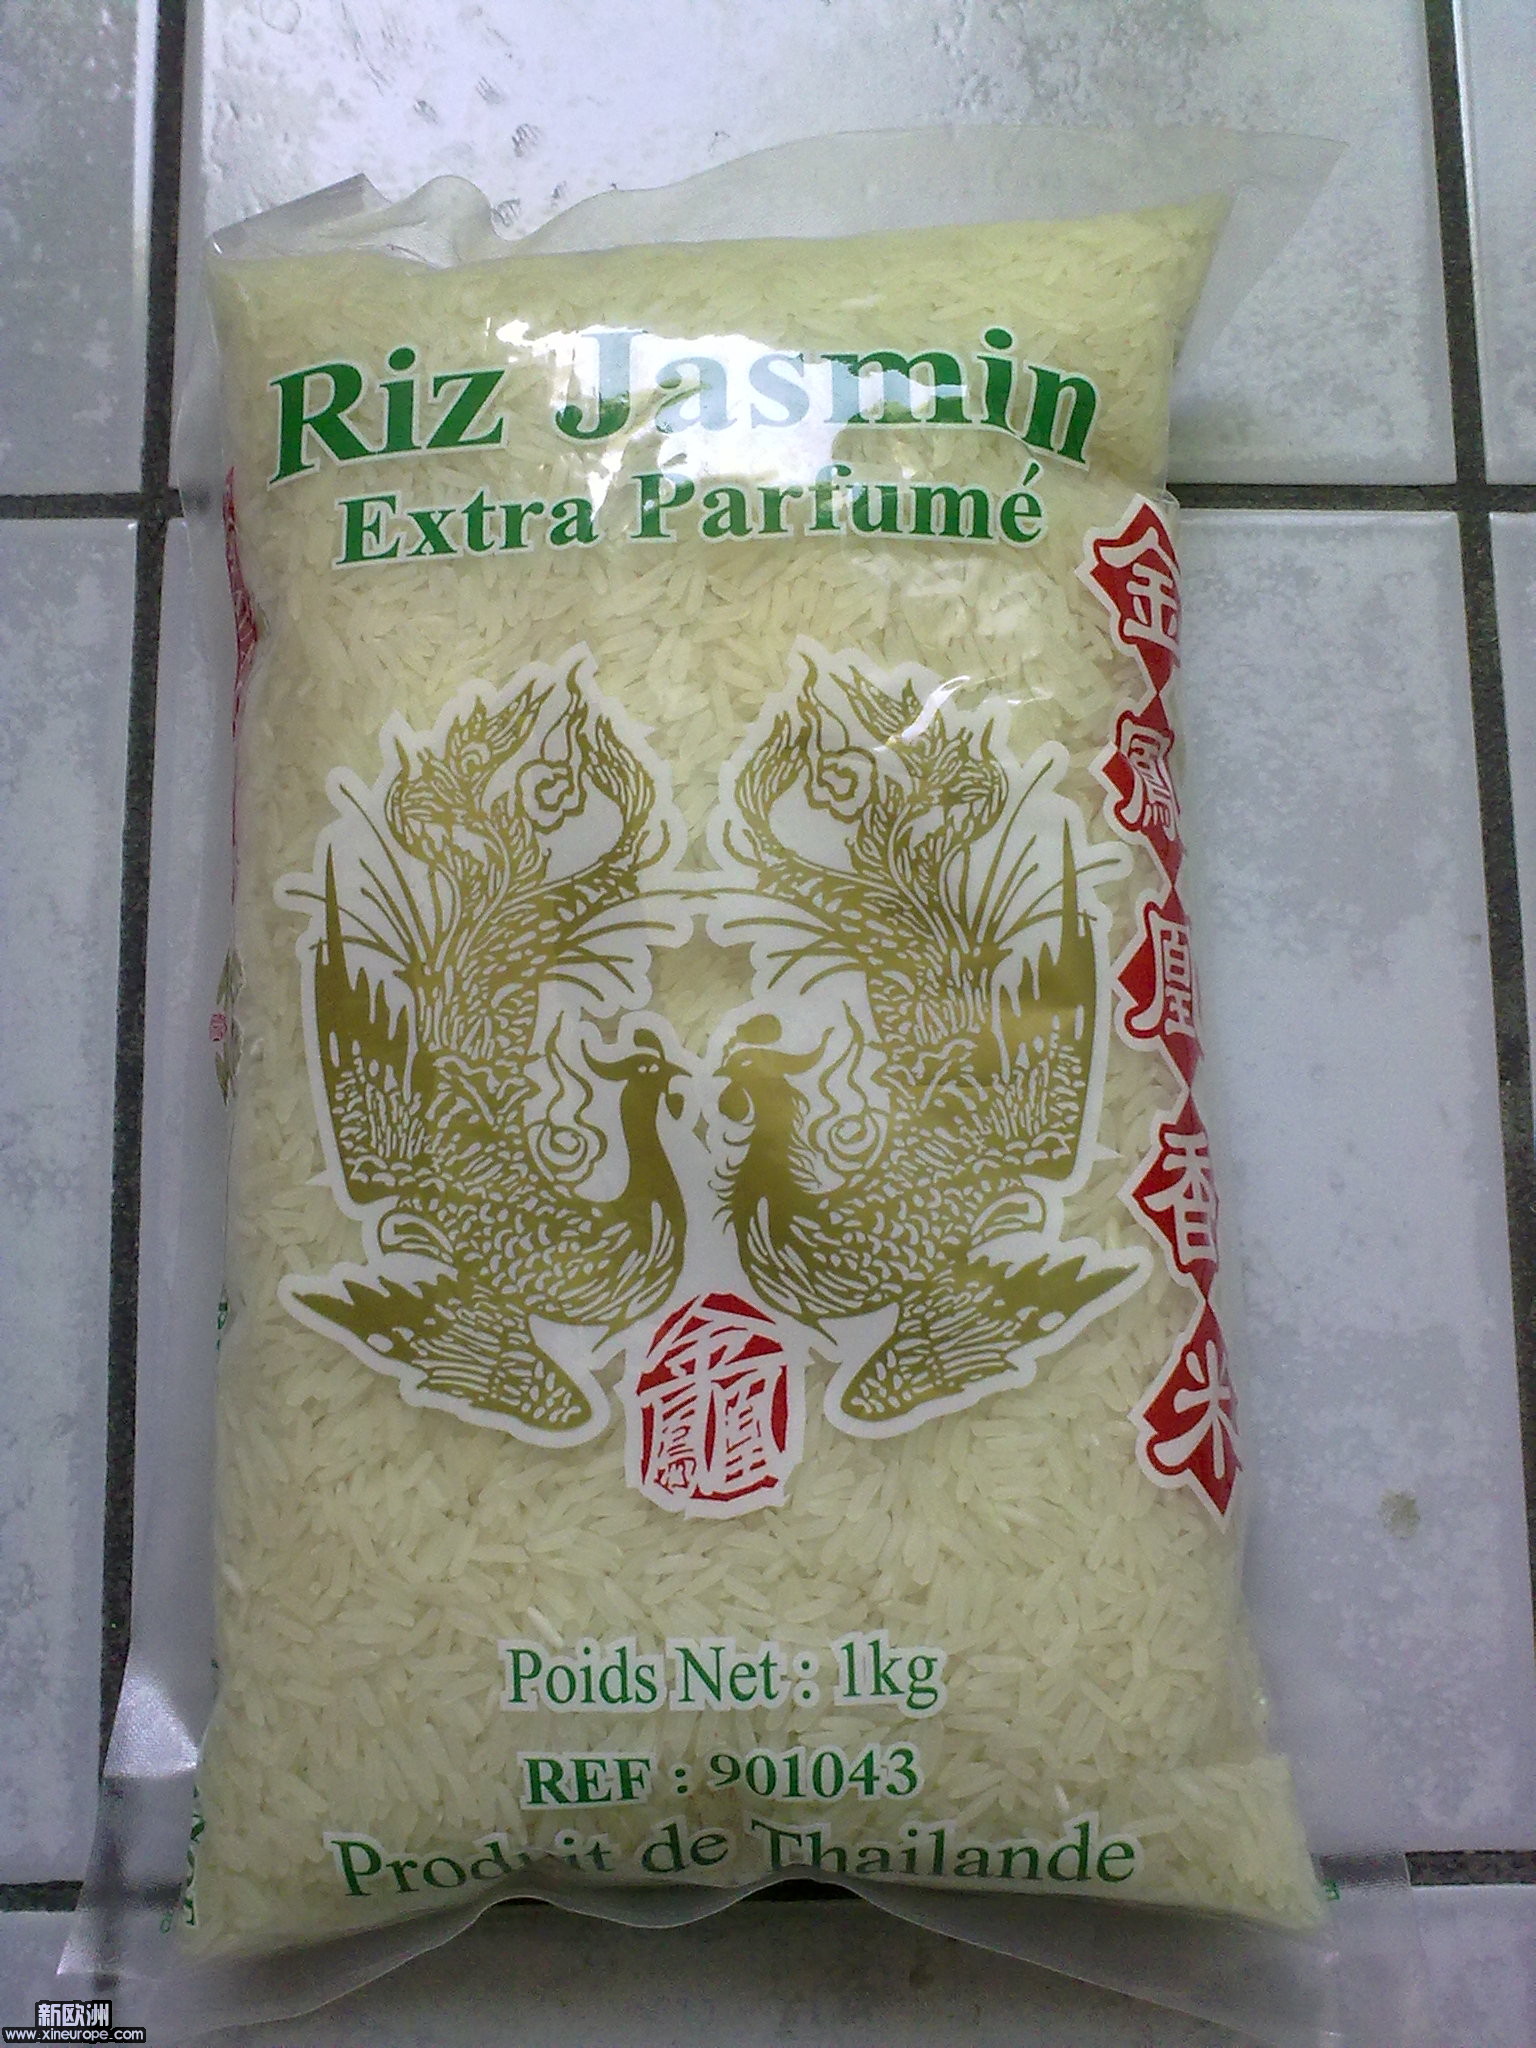 Riz Jasmin
Extra Parfumé
金鳳凰香米
金
鳳凰
Poids Net : 1kg
REF : 901043
Produit de Thailande
新欧洲
www.xineurope.com